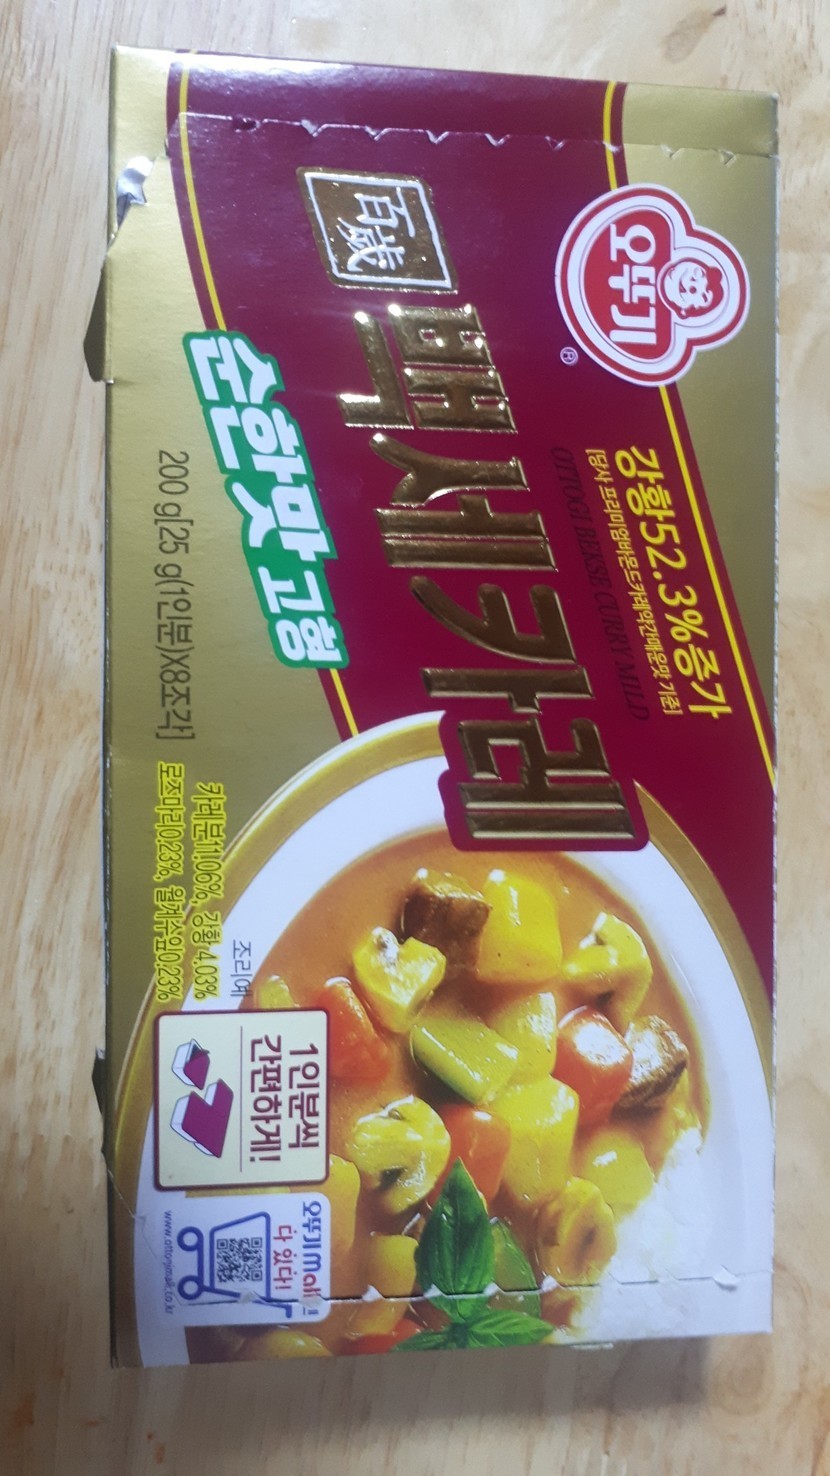 오뚜기
®
강황52.3%증가
[당사 프리미엄바몬드카레약간매운맛 기준]
OTTOGI BEKSE CURRY MILD
百歲
백세카레
순한맛 고형
200 g[25 g(1인분)X8조각]
카레분11.06%, 강황 4.03%
로즈마리0.23%, 월계수잎0.23%
조리예
1인분씩
간편하게!
오뚜기mall에
다 있다!
www.ottogimall.co.kr